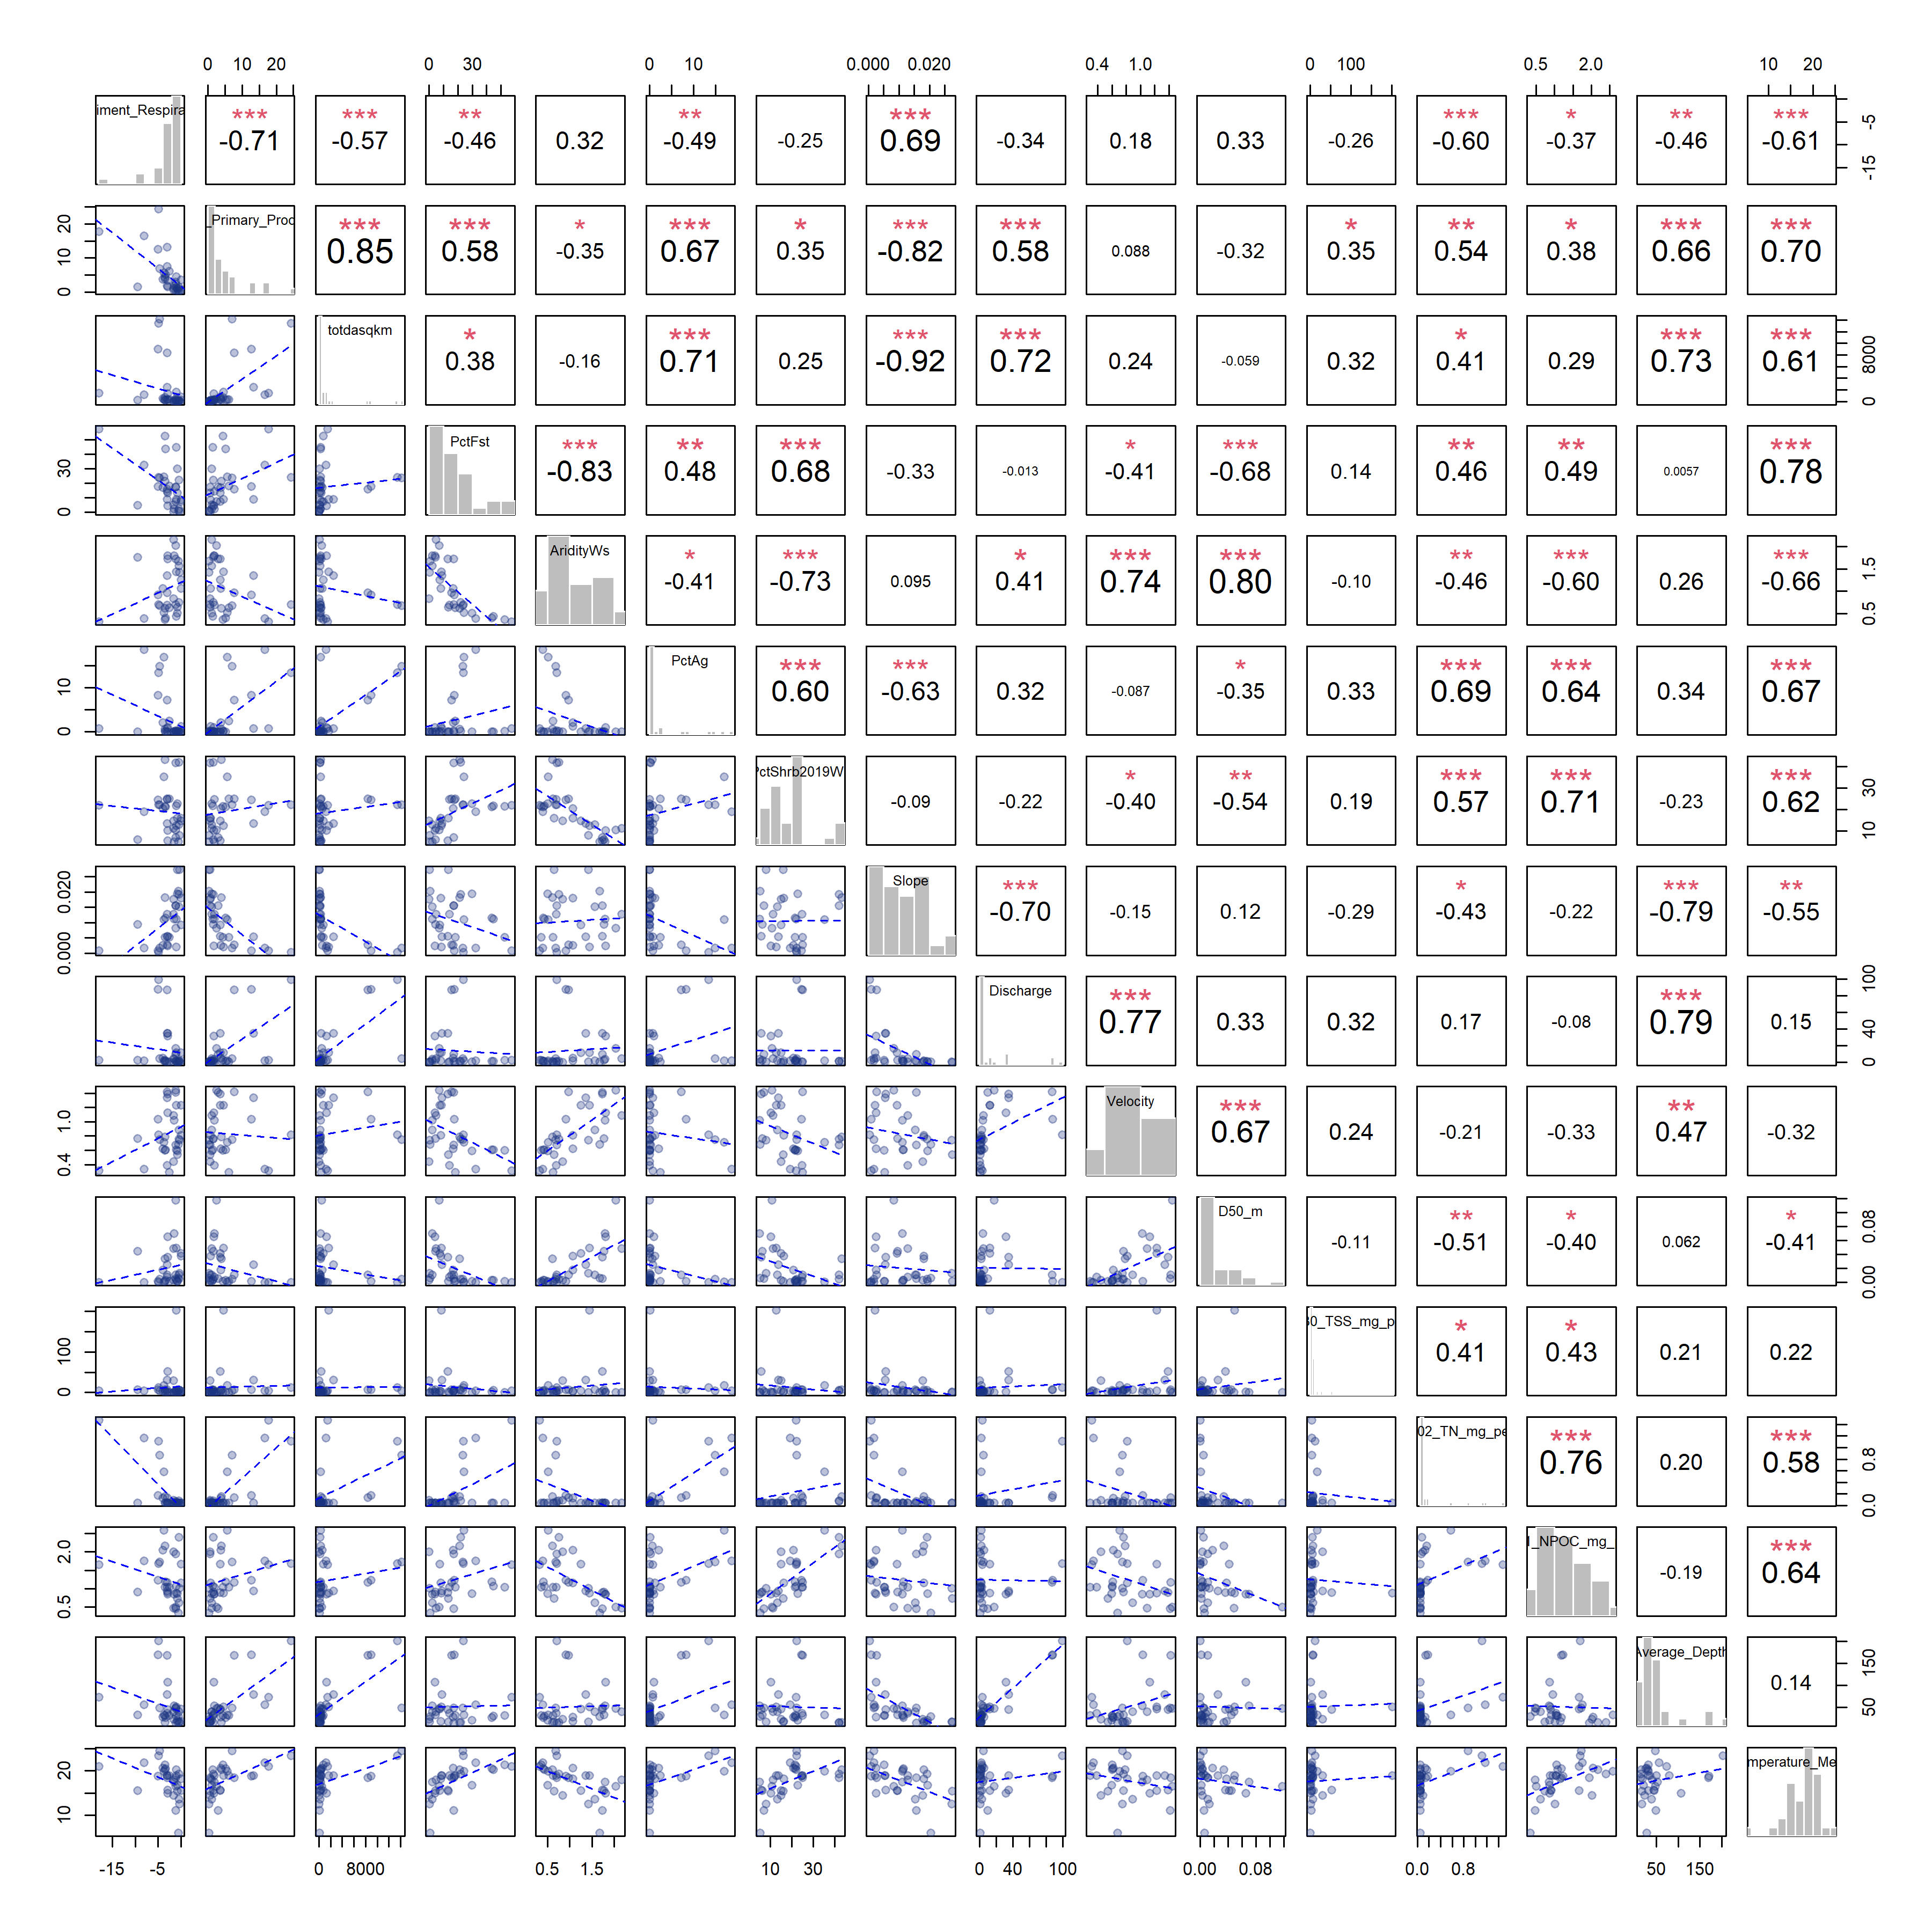 0 10 20 0 30 0 10 0.000 0.020 0.4 1.0 0 100 0.5 2.0 10 20
iment_Respira *** -0.71 *** -0.57 ** -0.46 0.32 ** -0.49 -0.25 *** 0.69 -0.34 0.18 0.33 -0.26 *** -0.60 * -0.37 ** -0.46 *** -0.61 -15 -5
0 10 20 _Primary_Prod *** 0.85 *** 0.58 * -0.35 *** 0.67 * 0.35 *** -0.82 *** 0.58 0.088 -0.32 * 0.35 ** 0.54 * 0.38 *** 0.66 *** 0.70
totdasqkm * 0.38 -0.16 *** 0.71 0.25 *** -0.92 *** 0.72 0.24 -0.059 0.32 * 0.41 0.29 *** 0.73 *** 0.61 0 8000
0 30 PctFst *** -0.83 ** 0.48 *** 0.68 -0.33 -0.013 * -0.41 *** -0.68 0.14 ** 0.46 ** 0.49 0.0057 *** 0.78
AridityWs * -0.41 *** -0.73 0.095 * 0.41 *** 0.74 *** 0.80 -0.10 ** -0.46 *** -0.60 0.26 *** -0.66 0.5 1.5
0 10 PctAg *** 0.60 *** -0.63 0.32 -0.087 * -0.35 0.33 *** 0.69 *** 0.64 0.34 *** 0.67
PctShrb2019W -0.09 -0.22 * -0.40 ** -0.54 0.19 *** 0.57 *** 0.71 -0.23 *** 0.62 10 30
0.000 0.020 Slope *** -0.70 -0.15 0.12 -0.29 * -0.43 -0.22 *** -0.79 ** -0.55
Discharge *** 0.77 0.33 0.32 0.17 -0.08 *** 0.79 0.15 0 40 100
0.4 1.0 Velocity *** 0.67 0.24 -0.21 -0.33 ** 0.47 -0.32
D50_m -0.11 ** -0.51 * -0.40 0.062 * -0.41 0.00 0.08
0 100 30_TSS_mg_p * 0.41 * 0.43 0.21 0.22
02_TN_mg_pe *** 0.76 0.20 *** 0.58 0.0 0.8
0.5 2.0 1_NPOC_mg_ -0.19 *** 0.64
Average_Depth 0.14 50 150
10 20 mperature_Me
-15 -5 0 8000 0.5 1.5 10 30 0 40 100 0.00 0.08 0.0 0.8 50 150